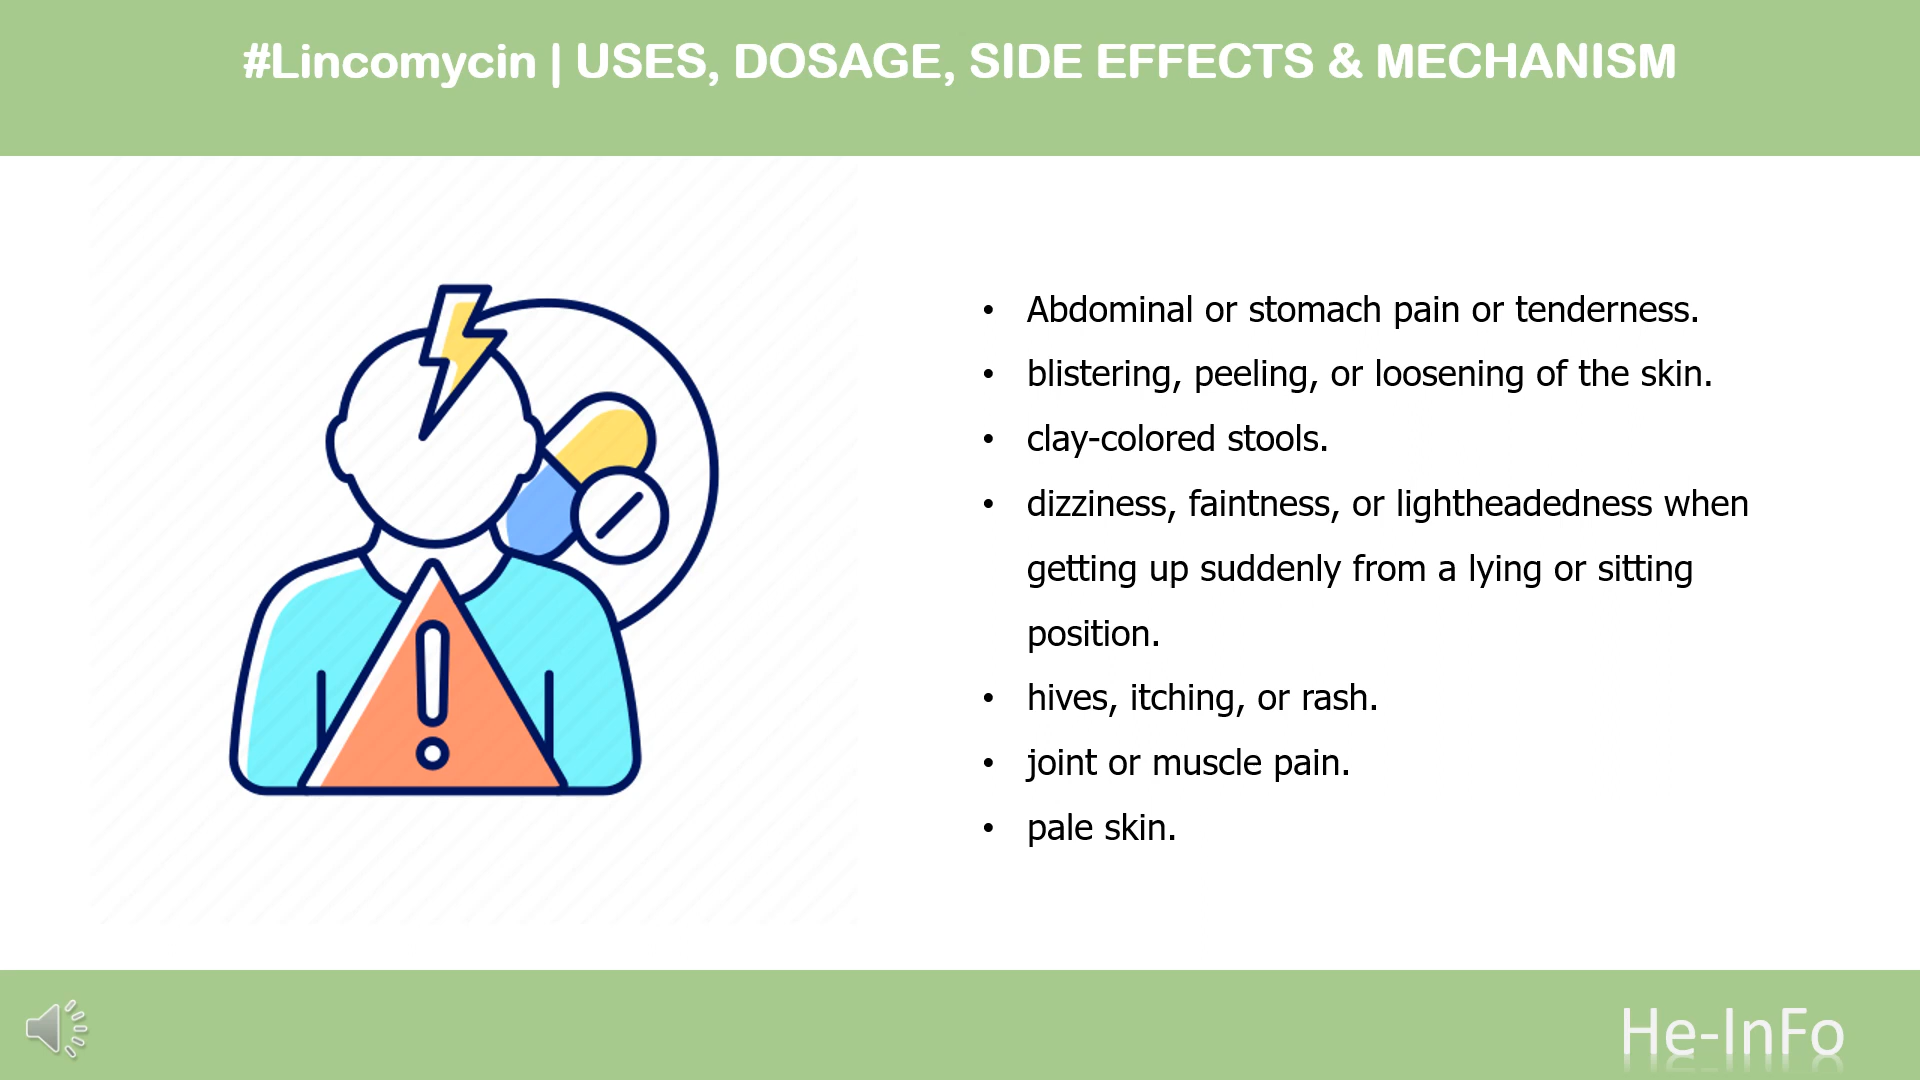 #Lincomycin | USES, DOSAGE, SIDE EFFECTS & MECHANISM
• Abdominal or stomach pain or tenderness.
• blistering, peeling, or loosening of the skin.
• clay-colored stools.
• dizziness, faintness, or lightheadedness when
getting up suddenly from a lying or sitting
position.
• hives, itching, or rash.
• joint or muscle pain.
• pale skin.
He-InFo